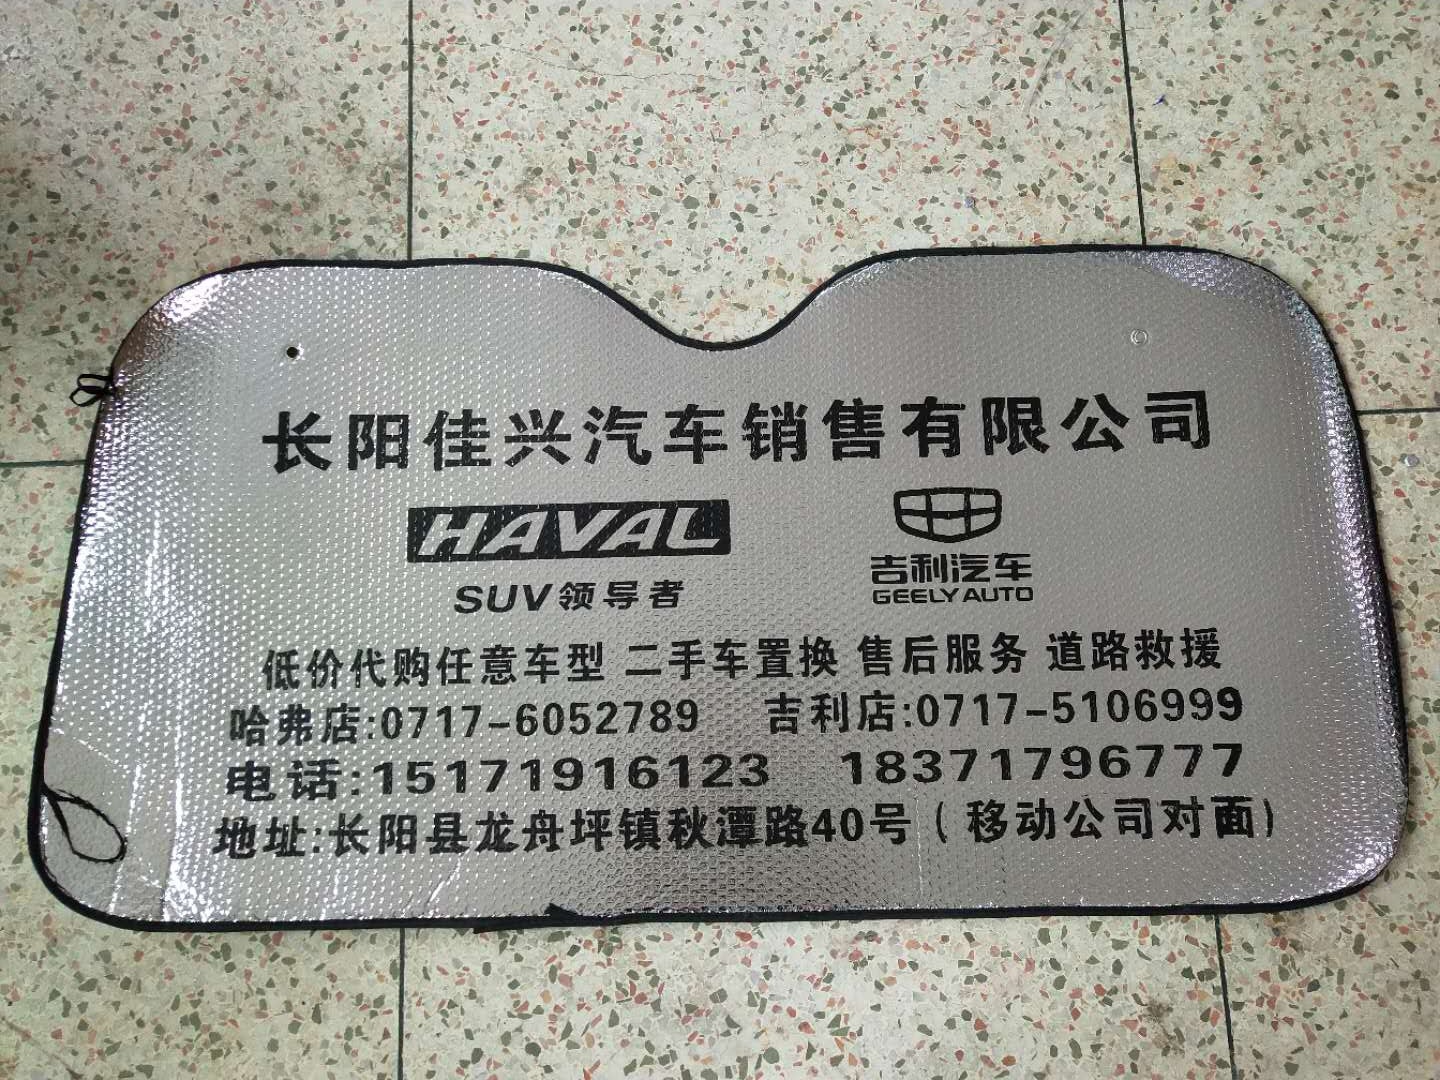 长阳佳兴汽车销售有限公司
HAVAL
SUV领导者
吉利汽车
GEELY AUTO
低价代购任意车型 二手车置换 售后服务 道路救援
哈弗店:0717-6052789 吉利店:0717-5106999
电话:15171916123 18371796777
地址:长阳县龙舟坪镇秋潭路40号(移动公司对面)